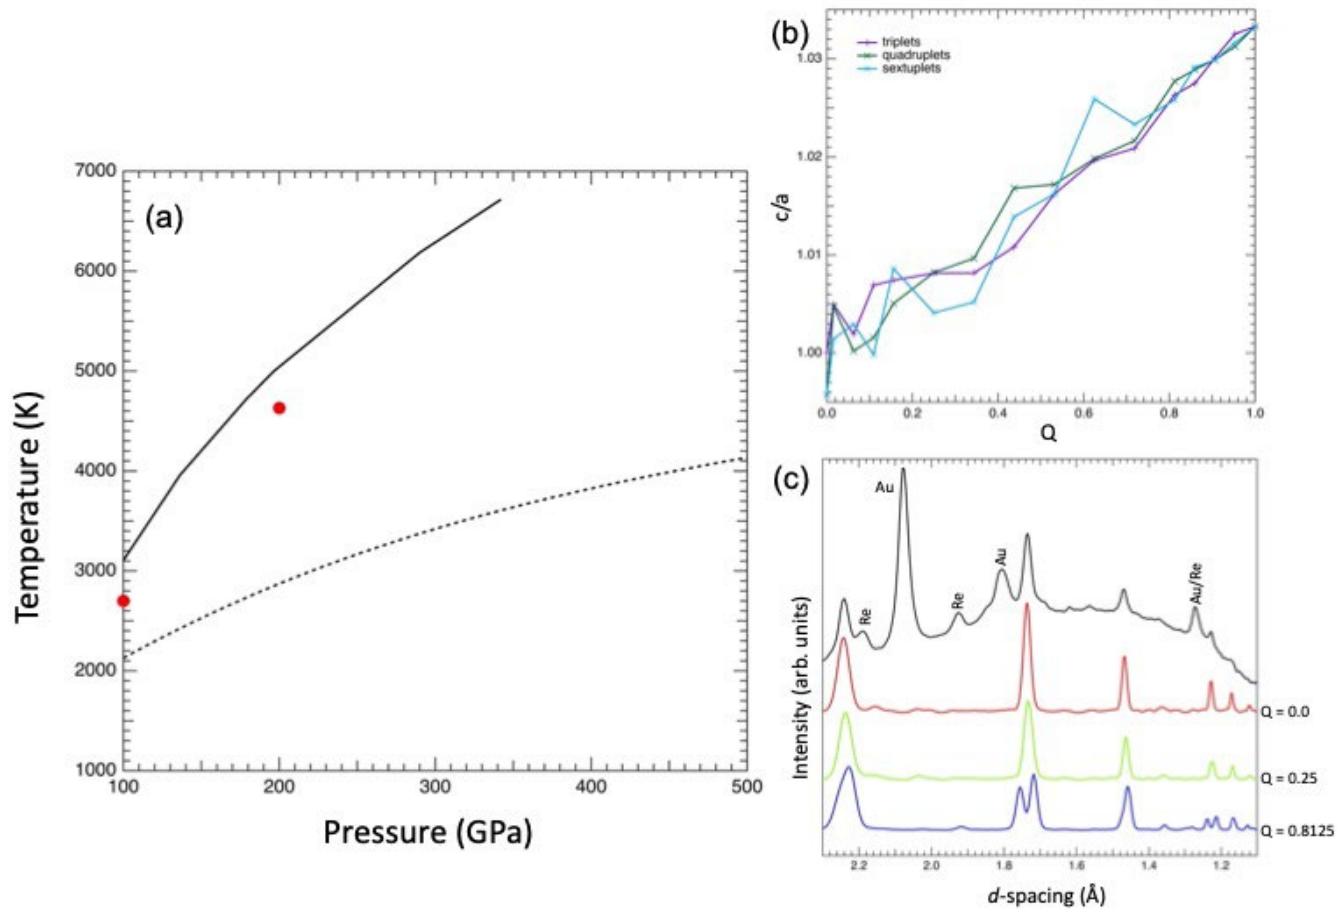 (a)
7000
6000
5000
4000
3000
2000
1000
100
200
300
400
500
Temperature (K)
Pressure (GPa)
(b)
triplets
quadruplets
sextuplets
1.03
1.02
1.01
1.00
c/a
0.0
0.2
0.4
0.6
0.8
1.0
Q
(c)
Au
Re
Re
Au
Au/Re
Intensity (arb. units)
Q = 0.0
Q = 0.25
Q = 0.8125
2.2
2.0
1.8
1.6
1.4
1.2
d-spacing (Å)